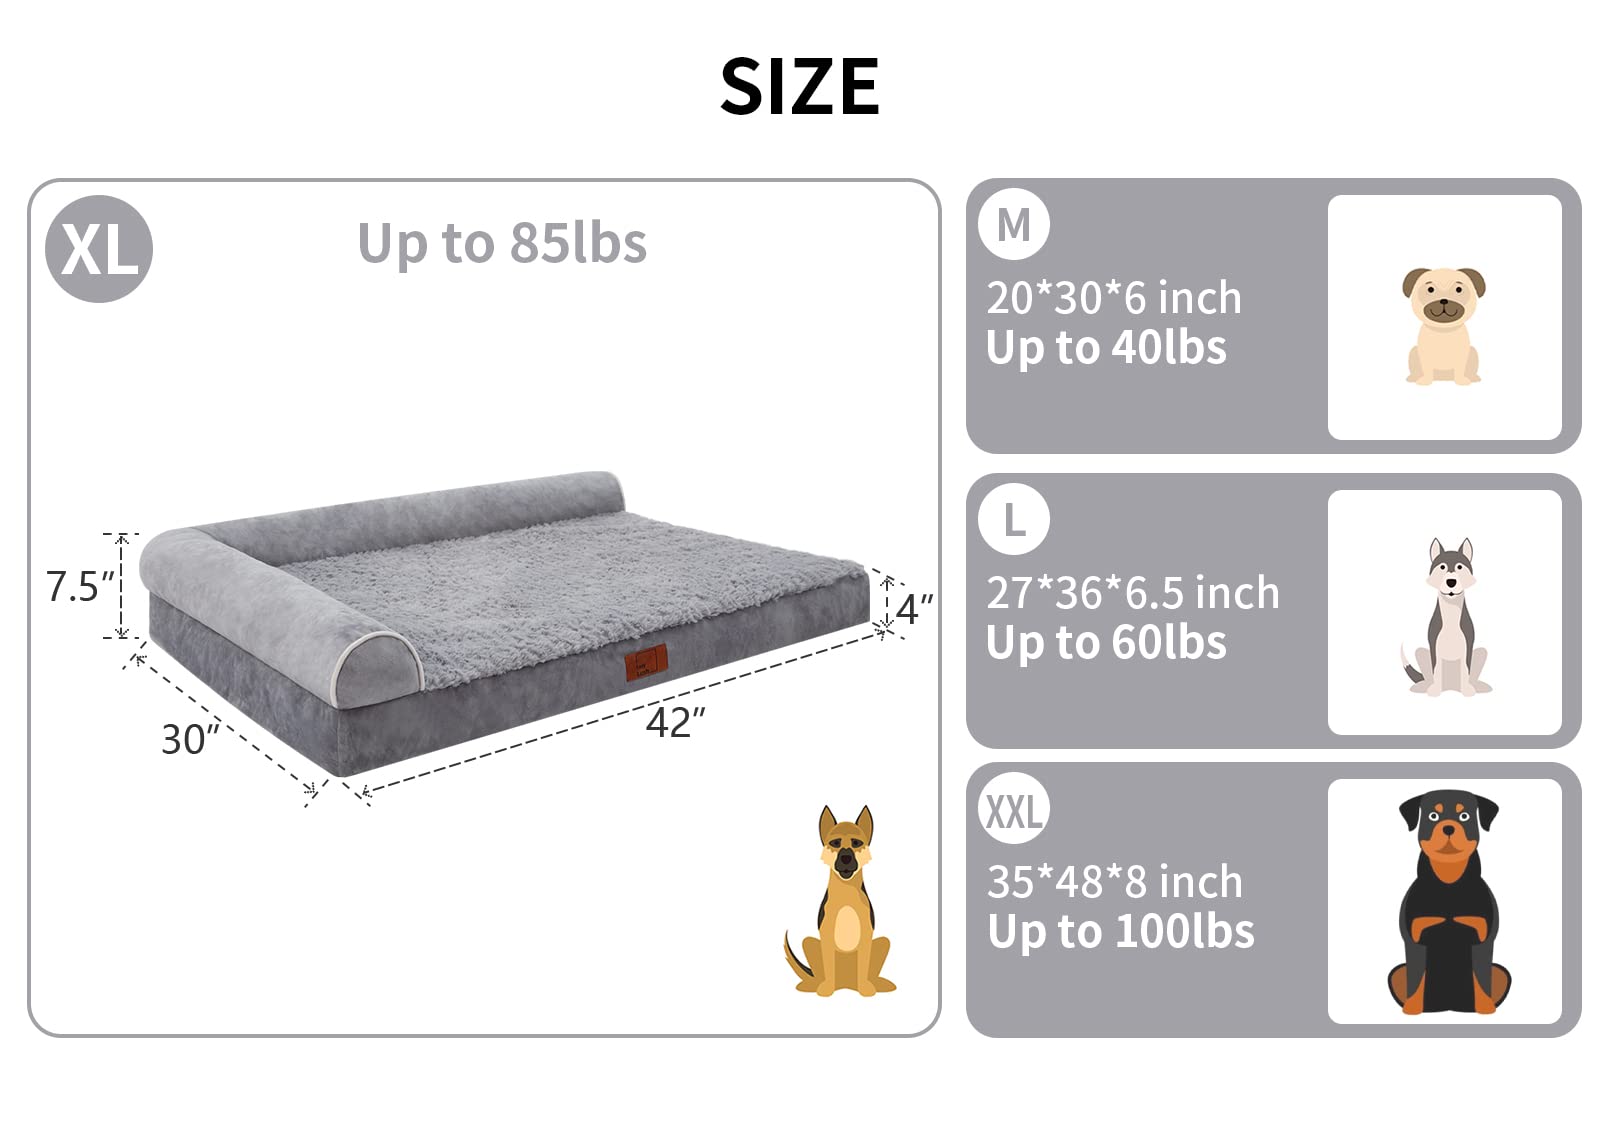 SIZE
XL
Up to 85lbs
7.5″
4″
30″
42″
M
20*30*6 inch
Up to 40lbs
L
27*36*6.5 inch
Up to 60lbs
XXL
35*48*8 inch
Up to 100lbs